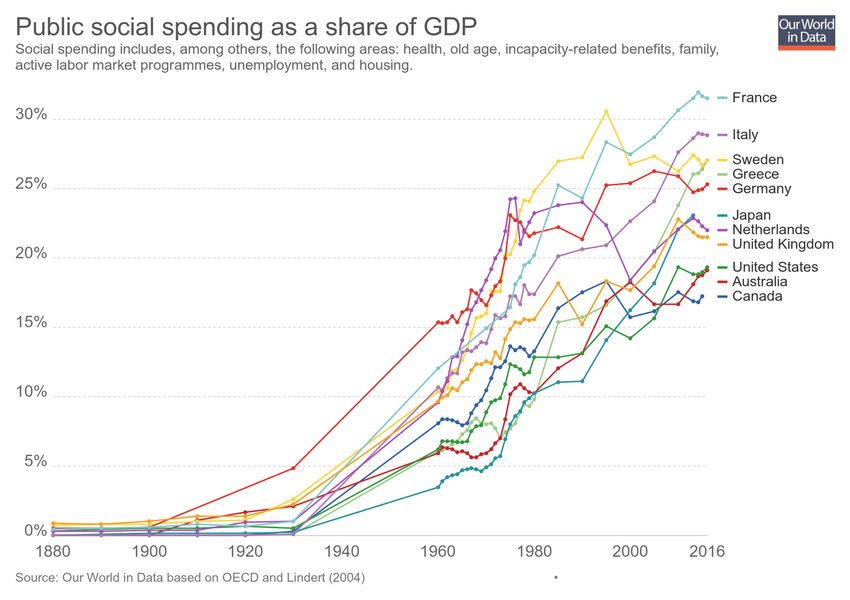 Public social spending as a share of GDP
Our World
in Data
Social spending includes, among others, the following areas: health, old age, incapacity-related benefits, family,
active labor market programmes, unemployment, and housing.
30%
25%
20%
15%
10%
5%
0%
1880 1900 1920 1940 1960 1980 2000 2016
France
Italy
Sweden
Greece
Germany
Japan
Netherlands
United Kingdom
United States
Australia
Canada
Source: Our World in Data based on OECD and Lindert (2004)